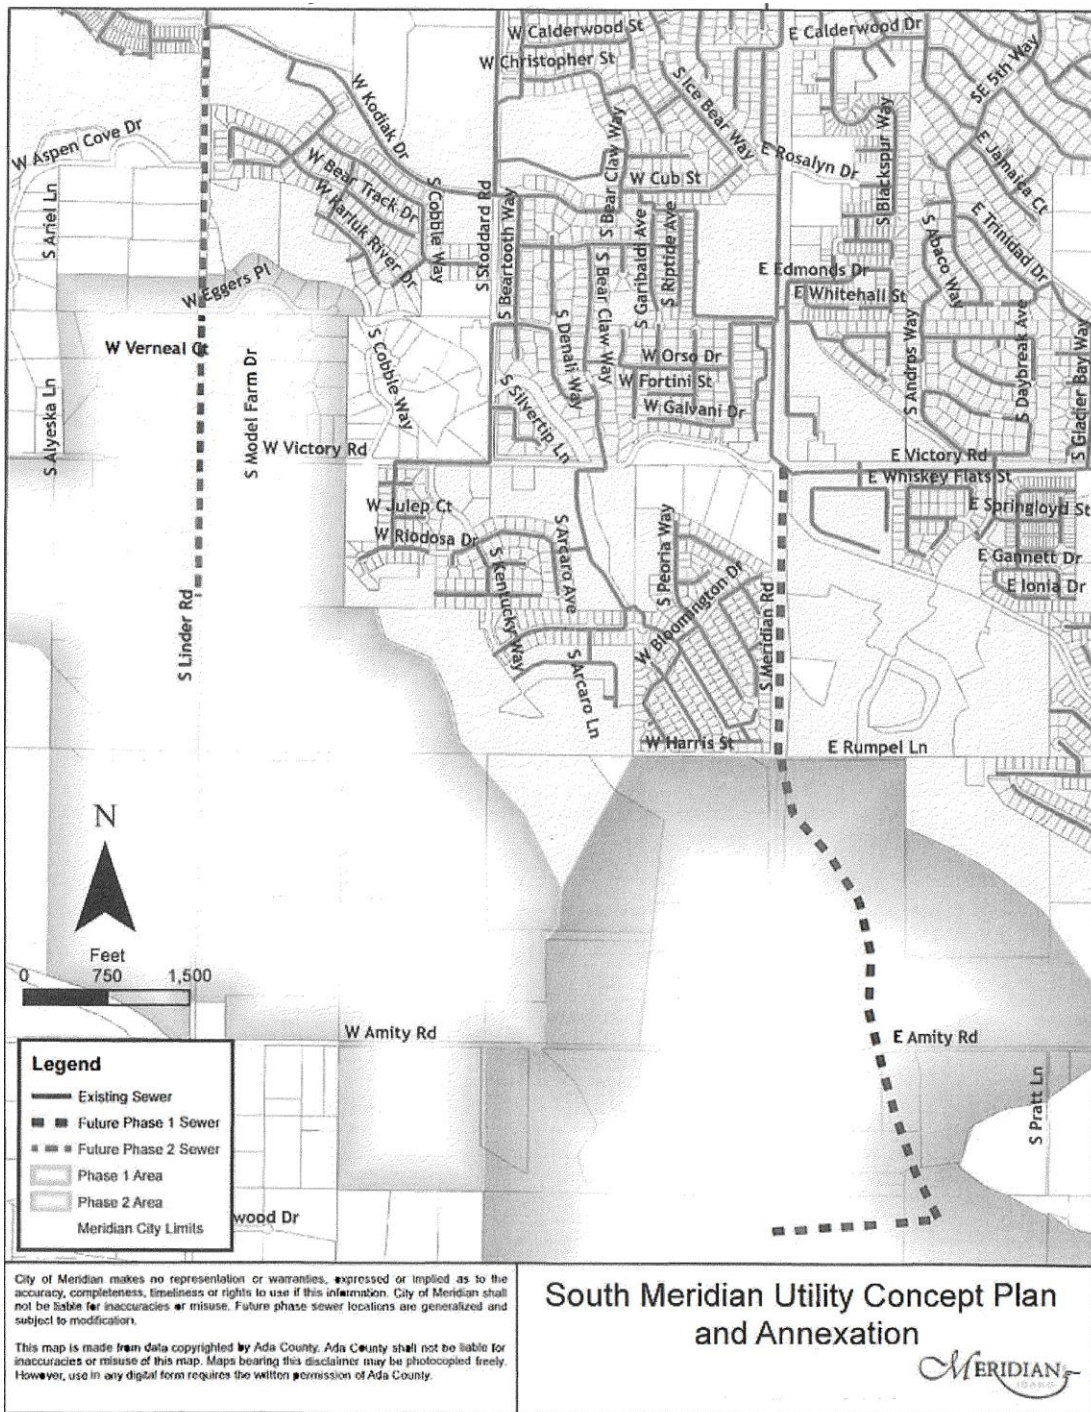 W Calderwood St
E Calderwood Dr
W Christopher St
SE 5th Way
S Ice Bear Way
W Kodiak Dr
W Aspen Cove Dr
S Bear Claw Way
S Blackspur Way
E Rosalyn Dr
E Jamaica Ct
W Bear Track Dr
W Cub St
S Ariel Ln
W Karluk River Dr
S Cobble Way
S Stoddard Rd
S Beartooth Way
S Garibaldi Ave
S Riptide Ave
S Abaco Way
E Trinidad Dr
W Eggers Pl
S Bear Claw Way
E Edmonds Dr
E Whitehall St
S Denali Way
W Verneal Ct
S Model Farm Dr
S Cobble Way
W Orso Dr
W Fortini St
S Andros Way
S Daybreak Ave
S Glacier Bay Way
S Alyeska Ln
S Silvertip Ln
W Galvani Dr
W Victory Rd
E Victory Rd
E Whiskey Flats St
W Julep Ct
E Springloyd St
W Riodosa Dr
S Arcaro Ave
S Peoria Way
E Gannett Dr
S Kentucky Way
E Ionia Dr
S Linder Rd
W Bloomington Dr
S Meridian Rd
S Arcaro Ln
W Harris St
E Rumpel Ln
N
Feet
0 750 1,500
W Amity Rd
E Amity Rd
S Pratt Ln
Legend
Existing Sewer
Future Phase 1 Sewer
Future Phase 2 Sewer
Phase 1 Area
Phase 2 Area
Meridian City Limits
wood Dr
City of Meridian makes no representation or warranties, expressed or implied as to the
accuracy, completeness, timeliness or rights to use if this information. City of Meridian shall
not be liable for inaccuracies or misuse. Future phase sewer locations are generalized and
subject to modification.
This map is made from data copyrighted by Ada County. Ada County shall not be liable for
inaccuracies or misuse of this map. Maps bearing this disclaimer may be photocopied freely.
However, use in any digital form requires the written permission of Ada County.
South Meridian Utility Concept Plan
and Annexation
MERIDIAN
IDAHO